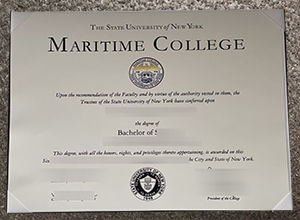 THE STATE UNIVERSITY of NEW YORK
MARITIME COLLEGE
Upon the recommendation of the Faculty and by virtue of the authority vested in them, the
Trustees of the State University of New York have conferred upon
the degree of
Bachelor of S
This degree, with all the honors, rights, and privileges thereto appertaining, is awarded on this
the City and State of New York.
President of the College